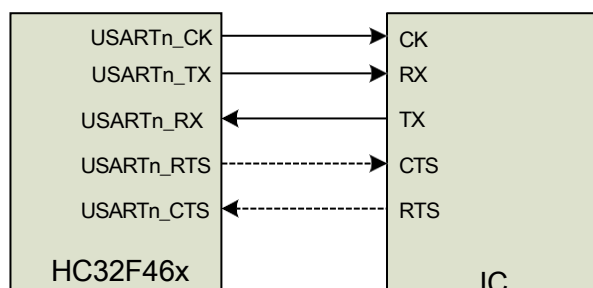 USARTn_CK
CK
USARTn_TX
RX
USARTn_RX
TX
USARTn_RTS
CTS
USARTn_CTS
RTS
HC32F46x
IC